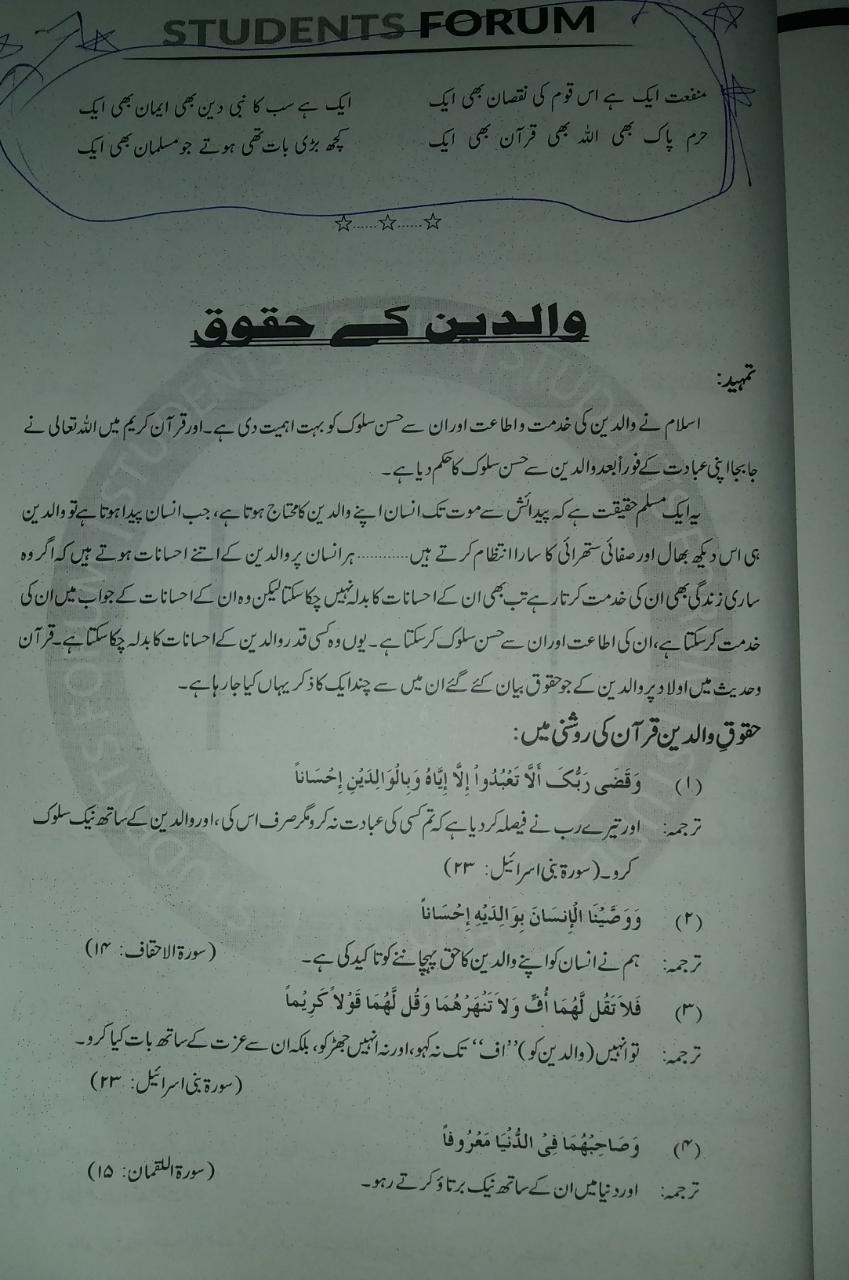 STUDENTS FORUM
منفعت ایک ہے اس قوم کی نقصان بھی ایک ایک ہے سب کا نبی دین بھی ایمان بھی ایک
حرم پاک بھی اللہ بھی قرآن بھی ایک کچھ بڑی بات تھی ہوتے جو مسلمان بھی ایک
☆......☆......☆
والدین کے حقوق
تمہید:
اسلام نے والدین کی خدمت و اطاعت اور ان سے حسن سلوک کو بہت اہمیت دی ہے۔ اور قرآن کریم میں اللہ تعالی نے
جابجا اپنی عبادت کے فوراً بعد والدین سے حسن سلوک کا حکم دیا ہے۔
یہ ایک مسلم حقیقت ہے کہ پیدائش سے موت تک انسان اپنے والدین کا محتاج ہوتا ہے، جب انسان پیدا ہوتا ہے تو والدین
ہی اس دیکھ بھال اور صفائی ستھرائی کا سارا انتظام کرتے ہیں............ ہر انسان پر والدین کے اتنے احسانات ہوتے ہیں کہ اگر وہ
ساری زندگی بھی ان کی خدمت کرتا رہے تب بھی ان کے احسانات کا بدلہ نہیں چکا سکتا لیکن وہ ان کے احسانات کے جواب میں ان کی
خدمت کرسکتا ہے، ان کی اطاعت اور ان سے حسن سلوک کرسکتا ہے۔ یوں وہ کسی قدر والدین کے احسانات کا بدلہ چکا سکتا ہے۔ قرآن
وحدیث میں اولاد پر والدین کے جو حقوق بیان کئے گئے ان میں سے چند ایک کا ذکر یہاں کیا جارہا ہے۔
حقوقِ والدین قرآن کی روشنی میں:
(۱) وَقَضَى رَبُّکَ أَلَّا تَعْبُدُواْ إِلَّا إِيَّاهُ وَبِالْوَالِدَيْنِ إِحْسَاناً
ترجمہ: اور تیرے رب نے فیصلہ کردیا ہے کہ تم کسی کی عبادت نہ کرو مگر صرف اس کی، اور والدین کے ساتھ نیک سلوک
کرو۔ (سورۃ بنی اسرائیل: ۲۳)
(۲) وَوَصَّيْنَا الْإِنسَانَ بِوَالِدَيْهِ إِحْسَاناً
ترجمہ: ہم نے انسان کو اپنے والدین کا حق پہچاننے کو تاکید کی ہے۔ (سورۃ الاحقاف: ۱۴)
(۳) فَلاَ تَقُل لَّهُمَا أُفٍّ وَلاَ تَنْهَرْهُمَا وَقُل لَّهُمَا قَوْلاً كَرِيْماً
ترجمہ: تو انہیں (والدین کو) ’’اف‘‘ تک نہ کہو، اور نہ انہیں جھڑکو، بلکہ ان سے عزت کے ساتھ بات کیا کرو۔
(سورۃ بنی اسرائیل: ۲۳)
(۴) وَصَاحِبْهُمَا فِیْ الدُّنْيَا مَعْرُوفاً
ترجمہ: اور دنیا میں ان کے ساتھ نیک برتاؤ کرتے رہو۔ (سورۃ اللقمان: ۱۵)